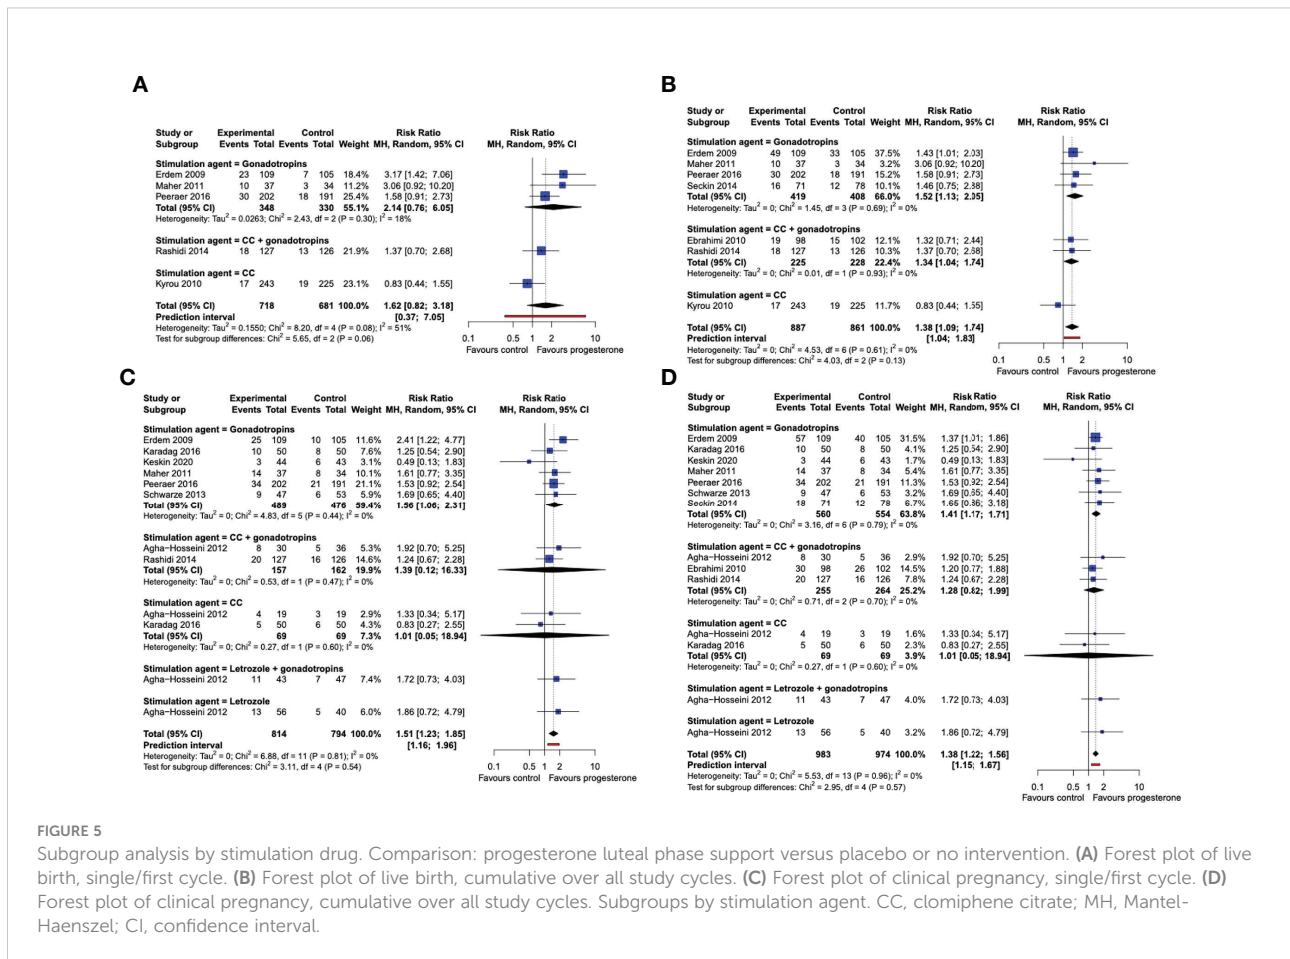 A
Study or Experimental Control Risk Ratio Risk Ratio
Subgroup Events Total Events Total Weight MH, Random, 95% CI MH, Random, 95% CI
Stimulation agent = Gonadotropins
Erdem 2009 23 109 7 105 18.4% 3.17 [1.42; 7.06]
Maher 2011 10 37 3 34 11.2% 3.06 [0.92; 10.20]
Peeraer 2016 30 202 18 191 25.4% 1.58 [0.91; 2.73]
Total (95% CI) 348 330 55.1% 2.14 [0.76; 6.05]
Heterogeneity: Tau² = 0.0263; Chi² = 2.43, df = 2 (P = 0.30); I² = 18%
Stimulation agent = CC + gonadotropins
Rashidi 2014 18 127 13 126 21.9% 1.37 [0.70; 2.68]
Stimulation agent = CC
Kyrou 2010 17 243 19 225 23.1% 0.83 [0.44; 1.55]
Total (95% CI) 718 681 100.0% 1.62 [0.82; 3.18]
Prediction interval [0.37; 7.05]
Heterogeneity: Tau² = 0.1550; Chi² = 8.20, df = 4 (P = 0.08); I² = 51%
Test for subgroup differences: Chi² = 5.65, df = 2 (P = 0.06)
0.1 0.5 1 2 10
Favours control Favours progesterone
B
Study or Experimental Control Risk Ratio Risk Ratio
Subgroup Events Total Events Total Weight MH, Random, 95% CI MH, Random, 95% CI
Stimulation agent = Gonadotropins
Erdem 2009 49 109 33 105 37.5% 1.43 [1.01; 2.03]
Maher 2011 10 37 3 34 3.2% 3.06 [0.92; 10.20]
Peeraer 2016 30 202 18 191 15.2% 1.58 [0.91; 2.73]
Seckin 2014 16 71 12 78 10.1% 1.46 [0.75; 2.38]
Total (95% CI) 419 408 66.0% 1.52 [1.13; 2.05]
Heterogeneity: Tau² = 0; Chi² = 1.45, df = 3 (P = 0.69); I² = 0%
Stimulation agent = CC + gonadotropins
Ebrahimi 2010 19 98 15 102 12.1% 1.32 [0.71; 2.44]
Rashidi 2014 18 127 13 126 10.2% 1.37 [0.70; 2.68]
Total (95% CI) 225 228 22.4% 1.34 [1.04; 1.74]
Heterogeneity: Tau² = 0; Chi² = 0.01, df = 1 (P = 0.93); I² = 0%
Stimulation agent = CC
Kyrou 2010 17 243 19 225 11.7% 0.83 [0.44; 1.55]
Total (95% CI) 887 861 100.0% 1.38 [1.09; 1.74]
Prediction interval [1.04; 1.83]
Heterogeneity: Tau² = 0; Chi² = 4.53, df = 6 (P = 0.61); I² = 0%
Test for subgroup differences: Chi² = 4.03, df = 2 (P = 0.13)
0.1 0.5 1 2 10
Favours control Favours progesterone
C
Study or Experimental Control Risk Ratio Risk Ratio
Subgroup Events Total Events Total Weight MH, Random, 95% CI MH, Random, 95% CI
Stimulation agent = Gonadotropins
Erdem 2009 25 109 10 105 11.6% 2.41 [1.22; 4.77]
Karadag 2016 10 50 8 50 7.6% 1.25 [0.54; 2.90]
Keskin 2020 3 44 6 43 3.1% 0.49 [0.13; 1.83]
Maher 2011 14 37 8 34 10.1% 1.61 [0.77; 3.35]
Peeraer 2016 34 202 21 191 21.1% 1.53 [0.92; 2.54]
Schwarze 2013 9 47 6 53 5.9% 1.69 [0.65; 4.40]
Total (95% CI) 489 476 59.4% 1.56 [1.06; 2.31]
Heterogeneity: Tau² = 0; Chi² = 4.83, df = 5 (P = 0.44); I² = 0%
Stimulation agent = CC + gonadotropins
Agha-Hosseini 2012 8 30 5 36 5.3% 1.92 [0.70; 5.25]
Rashidi 2014 20 127 16 126 14.6% 1.24 [0.67; 2.28]
Total (95% CI) 157 162 19.9% 1.39 [0.12; 16.33]
Heterogeneity: Tau² = 0; Chi² = 0.53, df = 1 (P = 0.47); I² = 0%
Stimulation agent = CC
Agha-Hosseini 2012 4 19 3 19 2.9% 1.33 [0.34; 5.17]
Karadag 2016 5 50 6 50 4.3% 0.83 [0.27; 2.55]
Total (95% CI) 69 69 7.3% 1.01 [0.05; 18.94]
Heterogeneity: Tau² = 0; Chi² = 0.27, df = 1 (P = 0.60); I² = 0%
Stimulation agent = Letrozole + gonadotropins
Agha-Hosseini 2012 11 43 7 47 7.4% 1.72 [0.73; 4.03]
Stimulation agent = Letrozole
Agha-Hosseini 2012 13 56 5 40 6.0% 1.86 [0.72; 4.79]
Total (95% CI) 814 794 100.0% 1.51 [1.23; 1.85]
Prediction interval [1.16; 1.96]
Heterogeneity: Tau² = 0; Chi² = 6.88, df = 11 (P = 0.81); I² = 0%
Test for subgroup differences: Chi² = 3.11, df = 4 (P = 0.54)
0.1 0.5 1 2 10
Favours control Favours progesterone
D
Study or Experimental Control Risk Ratio Risk Ratio
Subgroup Events Total Events Total Weight MH, Random, 95% CI MH, Random, 95% CI
Stimulation agent = Gonadotropins
Erdem 2009 57 109 40 105 31.5% 1.37 [1.01; 1.86]
Karadag 2016 10 50 8 50 4.1% 1.25 [0.54; 2.90]
Keskin 2020 3 44 6 43 1.7% 0.49 [0.13; 1.83]
Maher 2011 14 37 8 34 5.4% 1.61 [0.77; 3.35]
Peeraer 2016 34 202 21 191 11.3% 1.53 [0.92; 2.54]
Schwarze 2013 9 47 6 53 3.2% 1.69 [0.65; 4.40]
Seckin 2014 18 71 12 78 6.7% 1.65 [0.86; 3.18]
Total (95% CI) 560 554 63.8% 1.41 [1.17; 1.71]
Heterogeneity: Tau² = 0; Chi² = 3.16, df = 6 (P = 0.79); I² = 0%
Stimulation agent = CC + gonadotropins
Agha-Hosseini 2012 8 30 5 36 2.9% 1.92 [0.70; 5.25]
Ebrahimi 2010 30 98 26 102 14.5% 1.20 [0.77; 1.88]
Rashidi 2014 20 127 16 126 7.8% 1.24 [0.67; 2.28]
Total (95% CI) 255 264 25.2% 1.28 [0.82; 1.99]
Heterogeneity: Tau² = 0; Chi² = 0.71, df = 2 (P = 0.70); I² = 0%
Stimulation agent = CC
Agha-Hosseini 2012 4 19 3 19 1.6% 1.33 [0.34; 5.17]
Karadag 2016 5 50 6 50 2.4% 0.83 [0.27; 2.55]
Total (95% CI) 69 69 3.9% 1.01 [0.05; 18.94]
Heterogeneity: Tau² = 0; Chi² = 0.27, df = 1 (P = 0.60); I² = 0%
Stimulation agent = Letrozole + gonadotropins
Agha-Hosseini 2012 11 43 7 47 4.0% 1.72 [0.73; 4.03]
Stimulation agent = Letrozole
Agha-Hosseini 2012 13 56 5 40 3.2% 1.86 [0.72; 4.79]
Total (95% CI) 983 974 100.0% 1.38 [1.22; 1.56]
Prediction interval [1.15; 1.67]
Heterogeneity: Tau² = 0; Chi² = 5.53, df = 13 (P = 0.96); I² = 0%
Test for subgroup differences: Chi² = 2.95, df = 4 (P = 0.57)
0.1 0.5 1 2 10
Favours control Favours progesterone
FIGURE 5
Subgroup analysis by stimulation drug. Comparison: progesterone luteal phase support versus placebo or no intervention. (A) Forest plot of live
birth, single/first cycle. (B) Forest plot of live birth, cumulative over all study cycles. (C) Forest plot of clinical pregnancy, single/first cycle. (D)
Forest plot of clinical pregnancy, cumulative over all study cycles. Subgroups by stimulation agent. CC, clomiphene citrate; MH, Mantel-
Haenszel; CI, confidence interval.